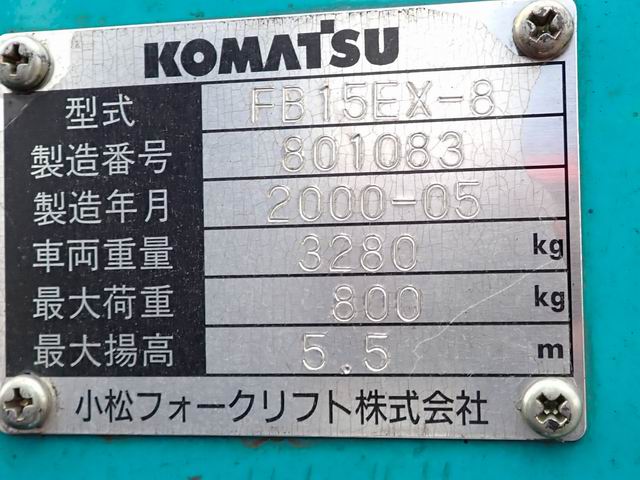 KOMATSU
型式 FB15EX-8
製造番号 801083
製造年月 2000-05
車両重量 3280 kg
最大荷重 800 kg
最大揚高 5.5 m
小松フォークリフト株式会社